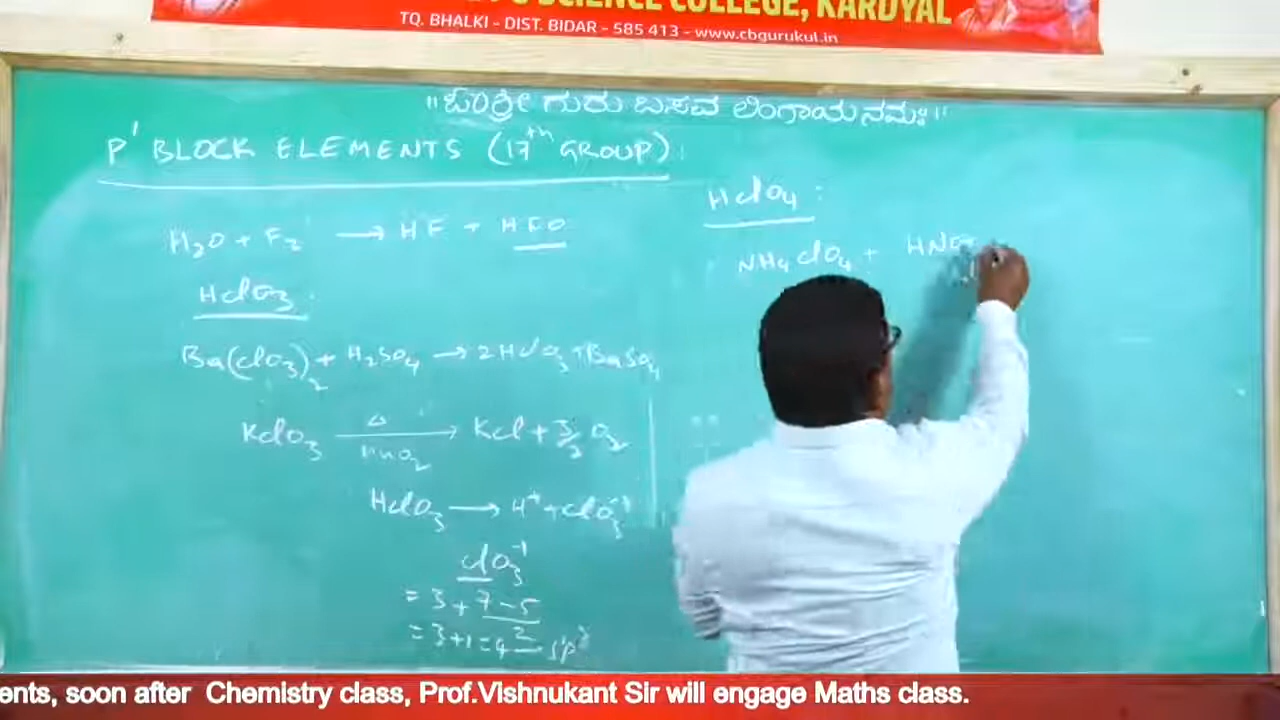 SCIENCE COLLEGE, KARDYAL
TQ. BHALKI - DIST. BIDAR - 585 413 - www.cbgurukul.in
"ಓಂ ಶ್ರೀ ಗುರು ಬಸವ ಲಿಂಗಾಯ ನಮಃ"
P' BLOCK ELEMENTS (17th GROUP)
H2O + F2 → HF + HFO
HClO3:
Ba(ClO3)2 + H2SO4 → 2HClO3 + BaSO4
KClO3 Δ MnO2 → KCl + 3/2 O2
HClO3 → H+ + ClO3-1
ClO3-1
= 3 + 7-5
= 3+1=4 2 sp3
HClO4:
NH4ClO4 +
ents, soon after Chemistry class, Prof.Vishnukant Sir will engage Maths class.